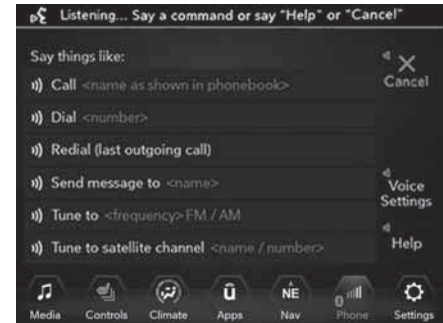 Listening... Say a command or say "Help" or "Cancel"
Say things like:
Cancel
Call <name as shown in phonebook>
Dial <number>
Redial (last outgoing call)
Send message to <name>
Voice
Settings
Tune to <frequency> FM / AM
Help
Tune to satellite channel <name / number>
û
NE
Media Controls Climate Apps Nav Phone Settings
0